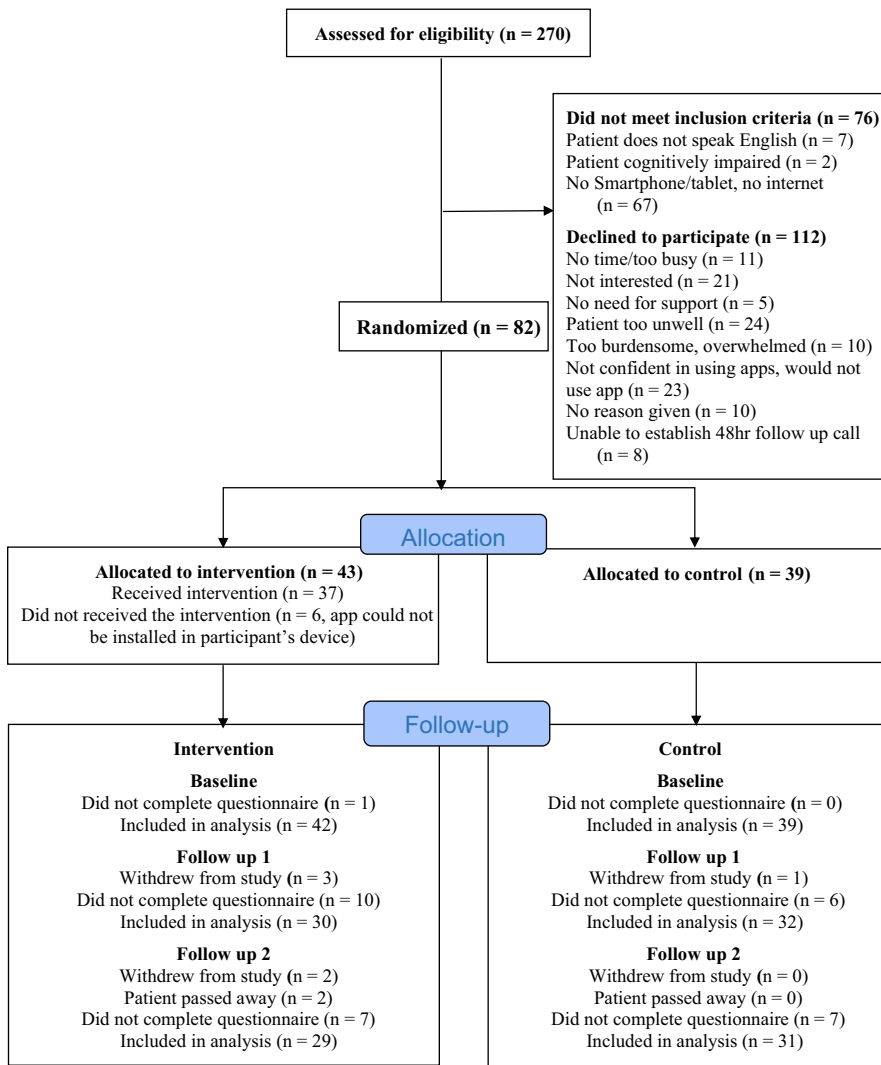 Assessed for eligibility (n = 270)
Did not meet inclusion criteria (n = 76)
Patient does not speak English (n = 7)
Patient cognitively impaired (n = 2)
No Smartphone/tablet, no internet
(n = 67)
Declined to participate (n = 112)
No time/too busy (n = 11)
Not interested (n = 21)
No need for support (n = 5)
Patient too unwell (n = 24)
Too burdensome, overwhelmed (n = 10)
Not confident in using apps, would not
use app (n = 23)
No reason given (n = 10)
Unable to establish 48hr follow up call
(n = 8)
Randomized (n = 82)
Allocation
Allocated to intervention (n = 43)
Received intervention (n = 37)
Did not received the intervention (n = 6, app could not
be installed in participant's device)
Allocated to control (n = 39)
Follow-up
Intervention
Baseline
Did not complete questionnaire (n = 1)
Included in analysis (n = 42)
Follow up 1
Withdrew from study (n = 3)
Did not complete questionnaire (n = 10)
Included in analysis (n = 30)
Follow up 2
Withdrew from study (n = 2)
Patient passed away (n = 2)
Did not complete questionnaire (n = 7)
Included in analysis (n = 29)
Control
Baseline
Did not complete questionnaire (n = 0)
Included in analysis (n = 39)
Follow up 1
Withdrew from study (n = 1)
Did not complete questionnaire (n = 6)
Included in analysis (n = 32)
Follow up 2
Withdrew from study (n = 0)
Patient passed away (n = 0)
Did not complete questionnaire (n = 7)
Included in analysis (n = 31)